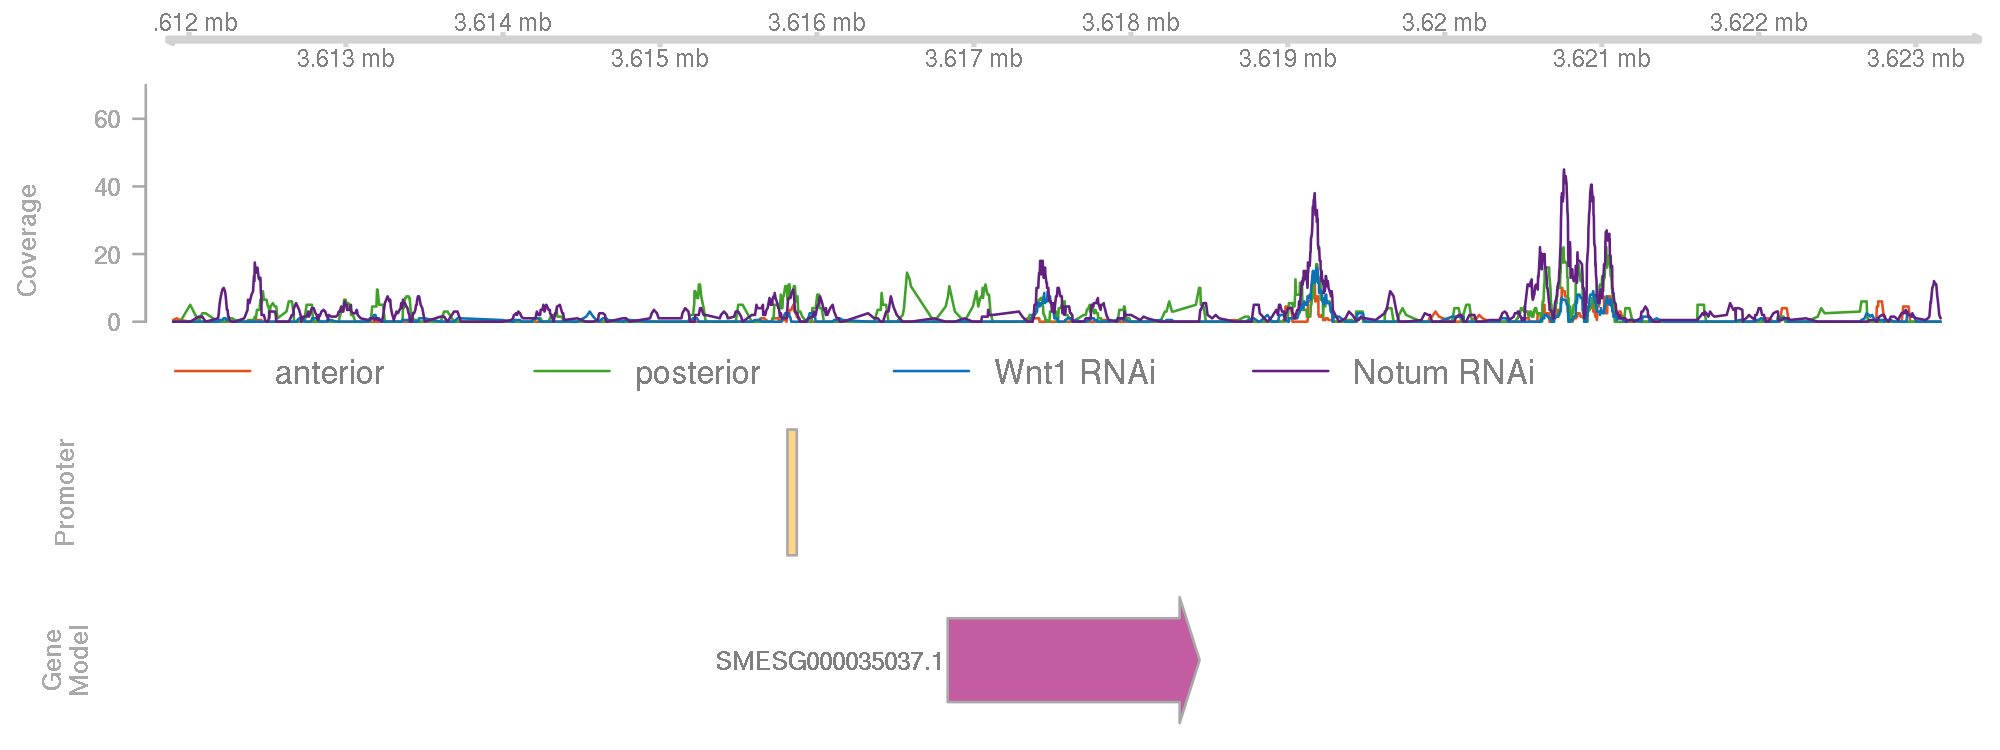 .612 mb 3.614 mb 3.616 mb 3.618 mb 3.62 mb 3.622 mb
3.613 mb 3.615 mb 3.617 mb 3.619 mb 3.621 mb 3.623 mb
Coverage
60
40
20
0
anterior posterior Wnt1 RNAi Notum RNAi
Promoter
Gene
Model
SMESG000035037.1